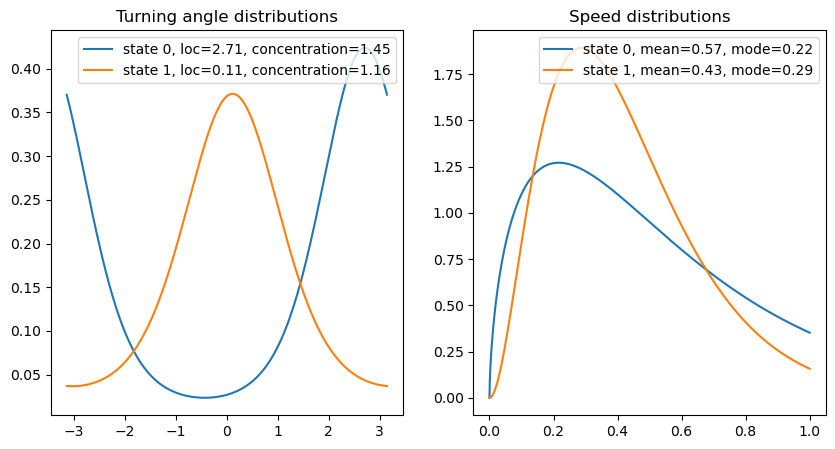 Turning angle distributions
state 0, loc=2.71, concentration=1.45
state 1, loc=0.11, concentration=1.16
0.40
0.35
0.30
0.25
0.20
0.15
0.10
0.05
−3 −2 −1 0 1 2 3
Speed distributions
state 0, mean=0.57, mode=0.22
state 1, mean=0.43, mode=0.29
1.75
1.50
1.25
1.00
0.75
0.50
0.25
0.00
0.0 0.2 0.4 0.6 0.8 1.0